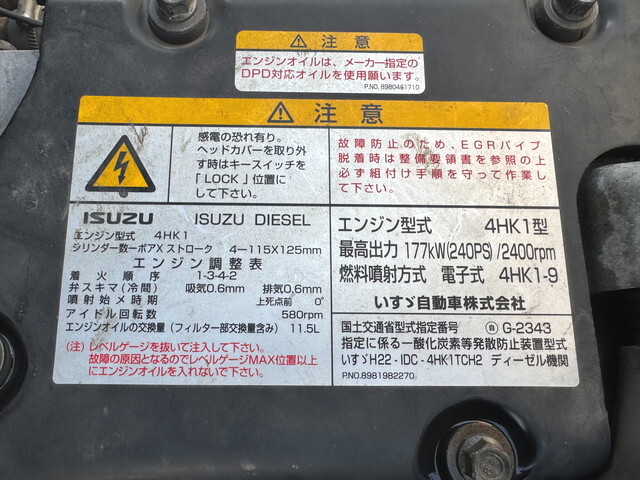 注意
エンジンオイルは、メーカー指定の
DPD対応オイルを使用願います。
P.NO. 8980461710
注意
感電の恐れ有り。
ヘッドカバーを取り外
す時はキースイッチを
「LOCK」位置に
して下さい。
故障防止のため、EGRパイプ
脱着時は整備要領書を参照の上
必ず組付け手順を守って作業し
て下さい。
ISUZU ISUZU DIESEL
エンジン型式 4HK1
シリンダー数ーボア X ストローク 4－115X125mm
エンジン調整表
着火順序 1-3-4-2
弁スキマ(冷間) 吸気0.6mm 排気0.6mm
噴射始メ時期 上死点前 0°
アイドル回転数 580rpm
エンジンオイルの交換量(フィルター部交換量含み) 11.5L
(注)レベルゲージを抜いて注入して下さい。
故障の原因となるのでレベルゲージMAX位置以上
にエンジンオイルを入れないで下さい。
エンジン型式 4HK1型
最高出力 177kW(240PS)/2400rpm
燃料噴射方式 電子式 4HK1-9
いすゞ自動車株式会社
国土交通省型式指定番号 ㊐ G-2343
指定に係る一酸化炭素等発散防止装置型式
いすゞH22-IDC-4HK1TCH2 ディーゼル機関
P.NO.8981982270